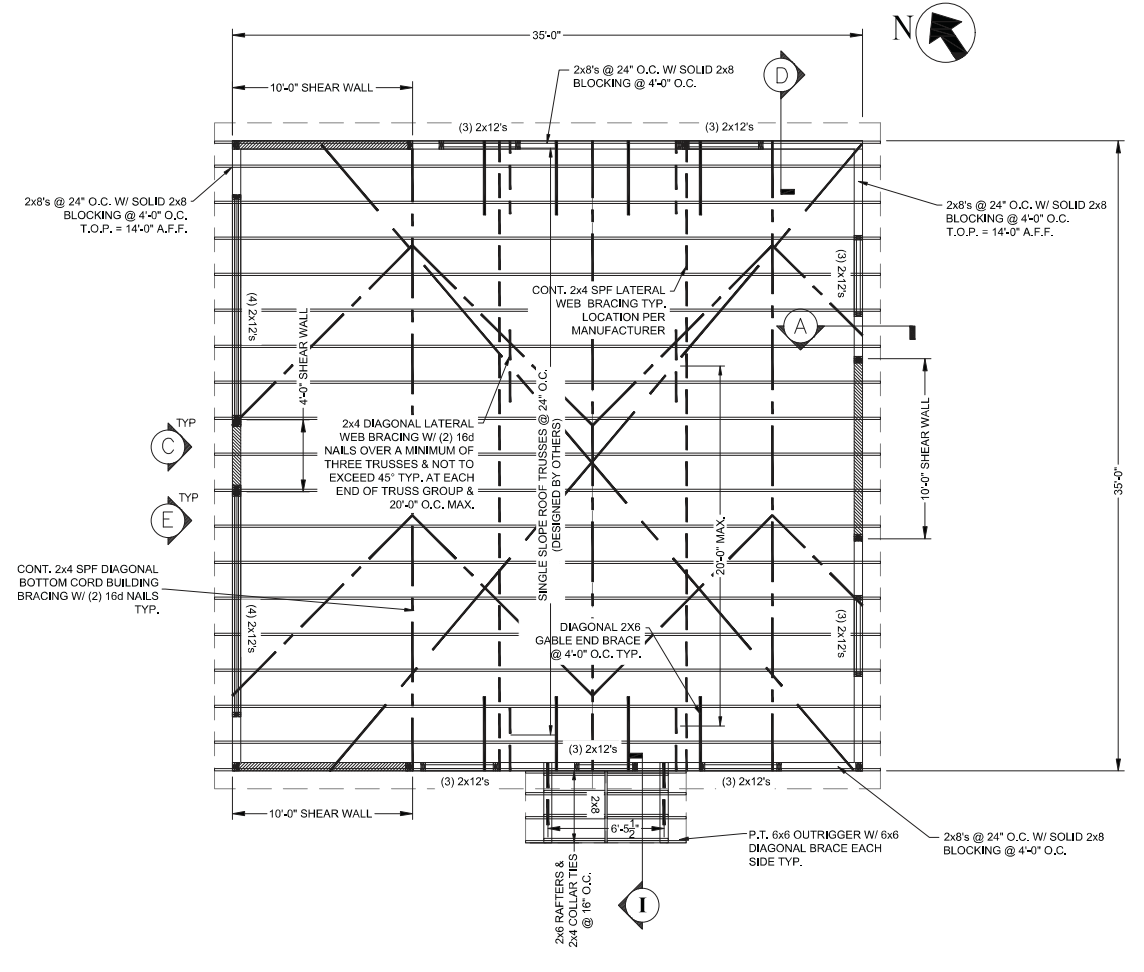 35'-0"
N
10'-0" SHEAR WALL
2x8's @ 24" O.C. W/ SOLID 2x8
BLOCKING @ 4'-0" O.C.
D
(3) 2x12's
(3) 2x12's
2x8's @ 24" O.C. W/ SOLID 2x8
BLOCKING @ 4'-0" O.C.
T.O.P. = 14'-0" A.F.F.
2x8's @ 24" O.C. W/ SOLID 2x8
BLOCKING @ 4'-0" O.C.
T.O.P. = 14'-0" A.F.F.
(3) 2x12's
CONT. 2x4 SPF LATERAL
WEB BRACING TYP.
LOCATION PER
MANUFACTURER
A
(4) 2x12's
4'-0" SHEAR WALL
2x4 DIAGONAL LATERAL
WEB BRACING W/ (2) 16d
NAILS OVER A MINIMUM OF
THREE TRUSSES & NOT TO
EXCEED 45° TYP. AT EACH
END OF TRUSS GROUP &
20'-0" O.C. MAX.
SINGLE SLOPE ROOF TRUSSES @ 24" O.C.
(DESIGNED BY OTHERS)
TYP
C
TYP
E
10'-0" SHEAR WALL
35'-0"
20'-0" MAX.
CONT. 2x4 SPF DIAGONAL
BOTTOM CORD BUILDING
BRACING W/ (2) 16d NAILS
TYP.
(4) 2x12's
DIAGONAL 2X6
GABLE END BRACE
@ 4'-0" O.C. TYP.
(3) 2x12's
(3) 2x12's
(3) 2x12's
(3) 2x12's
10'-0" SHEAR WALL
2x8
6'-5 1/2"
P.T. 6x6 OUTRIGGER W/ 6x6
DIAGONAL BRACE EACH
SIDE TYP.
2x8's @ 24" O.C. W/ SOLID 2x8
BLOCKING @ 4'-0" O.C.
2x6 RAFTERS &
2x4 COLLAR TIES
@ 16" O.C.
I